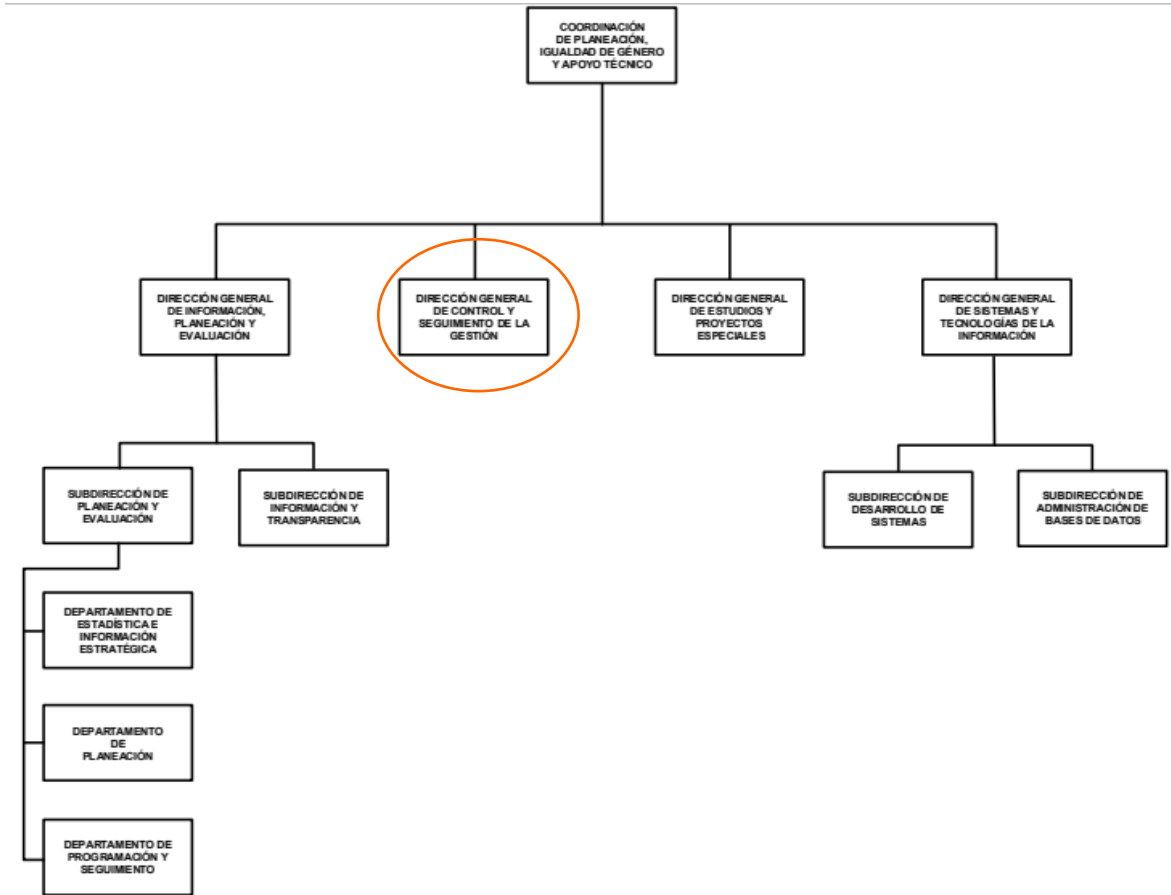 COORDINACIÓN
DE PLANEACIÓN,
IGUALDAD DE GÉNERO
Y APOYO TÉCNICO
DIRECCIÓN GENERAL
DE INFORMACIÓN,
PLANEACIÓN Y
EVALUACIÓN
DIRECCIÓN GENERAL
DE CONTROL Y
SEGUIMIENTO DE LA
GESTIÓN
DIRECCIÓN GENERAL
DE ESTUDIOS Y
PROYECTOS
ESPECIALES
DIRECCIÓN GENERAL
DE SISTEMAS Y
TECNOLOGÍAS DE LA
INFORMACIÓN
SUBDIRECCIÓN DE
PLANEACIÓN Y
EVALUACIÓN
SUBDIRECCIÓN DE
INFORMACIÓN Y
TRANSPARENCIA
SUBDIRECCIÓN DE
DESARROLLO DE
SISTEMAS
SUBDIRECCIÓN DE
ADMINISTRACIÓN DE
BASES DE DATOS
DEPARTAMENTO DE
ESTADÍSTICA E
INFORMACIÓN
ESTRATÉGICA
DEPARTAMENTO
DE
PLANEACIÓN
DEPARTAMENTO DE
PROGRAMACIÓN Y
SEGUIMIENTO